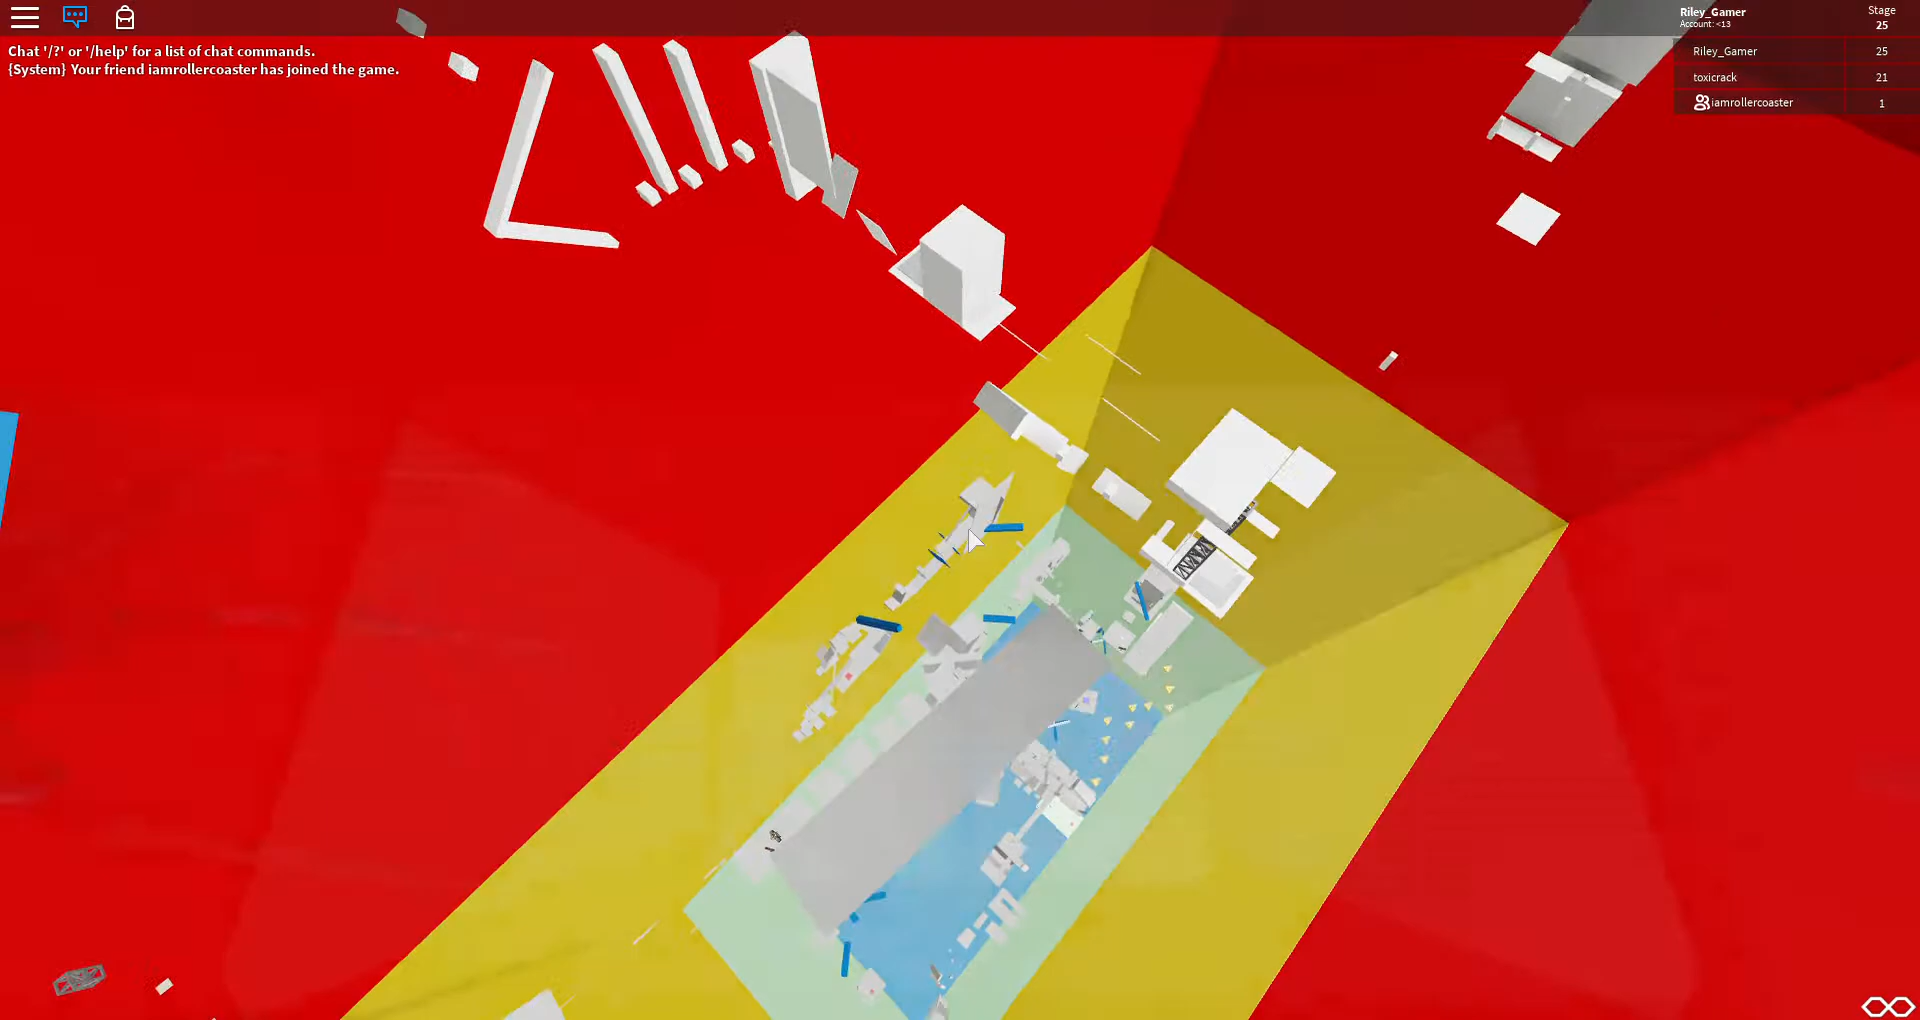 Chat '/?' or '/help' for a list of chat commands.
{System} Your friend iamrollercoaster has joined the game.
Riley_Gamer
Account: <13
Stage
25
Riley_Gamer 25
toxicrack 21
iamrollercoaster 1